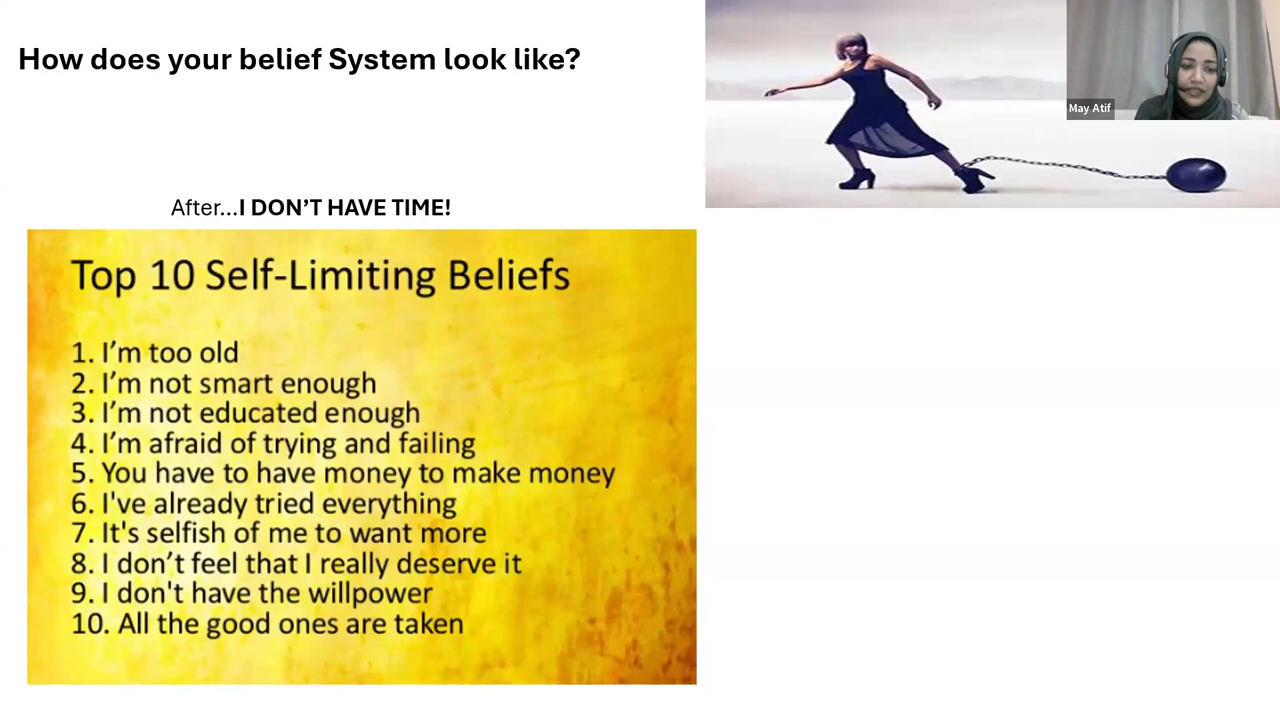 How does your belief System look like?
May Atif
After...I DON’T HAVE TIME!
Top 10 Self-Limiting Beliefs
1. I’m too old
2. I’m not smart enough
3. I’m not educated enough
4. I’m afraid of trying and failing
5. You have to have money to make money
6. I've already tried everything
7. It's selfish of me to want more
8. I don’t feel that I really deserve it
9. I don't have the willpower
10. All the good ones are taken